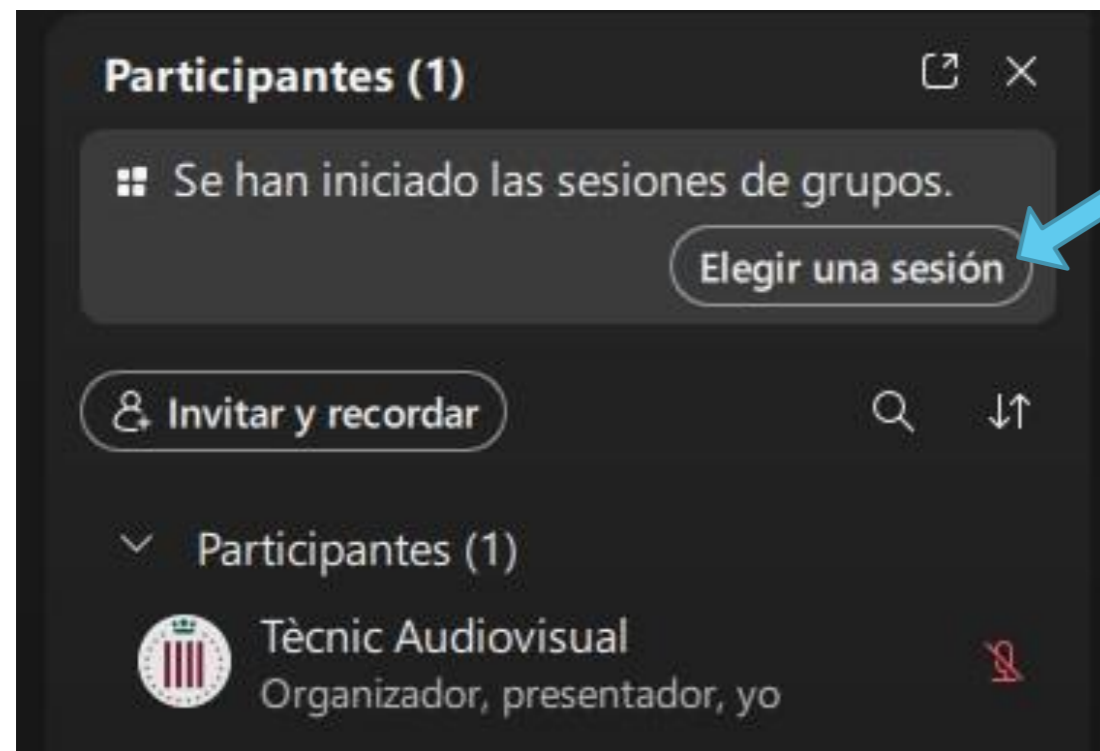 Participantes (1)
Se han iniciado las sesiones de grupos.
Elegir una sesión
Invitar y recordar
Participantes (1)
Tècnic Audiovisual
Organizador, presentador, yo